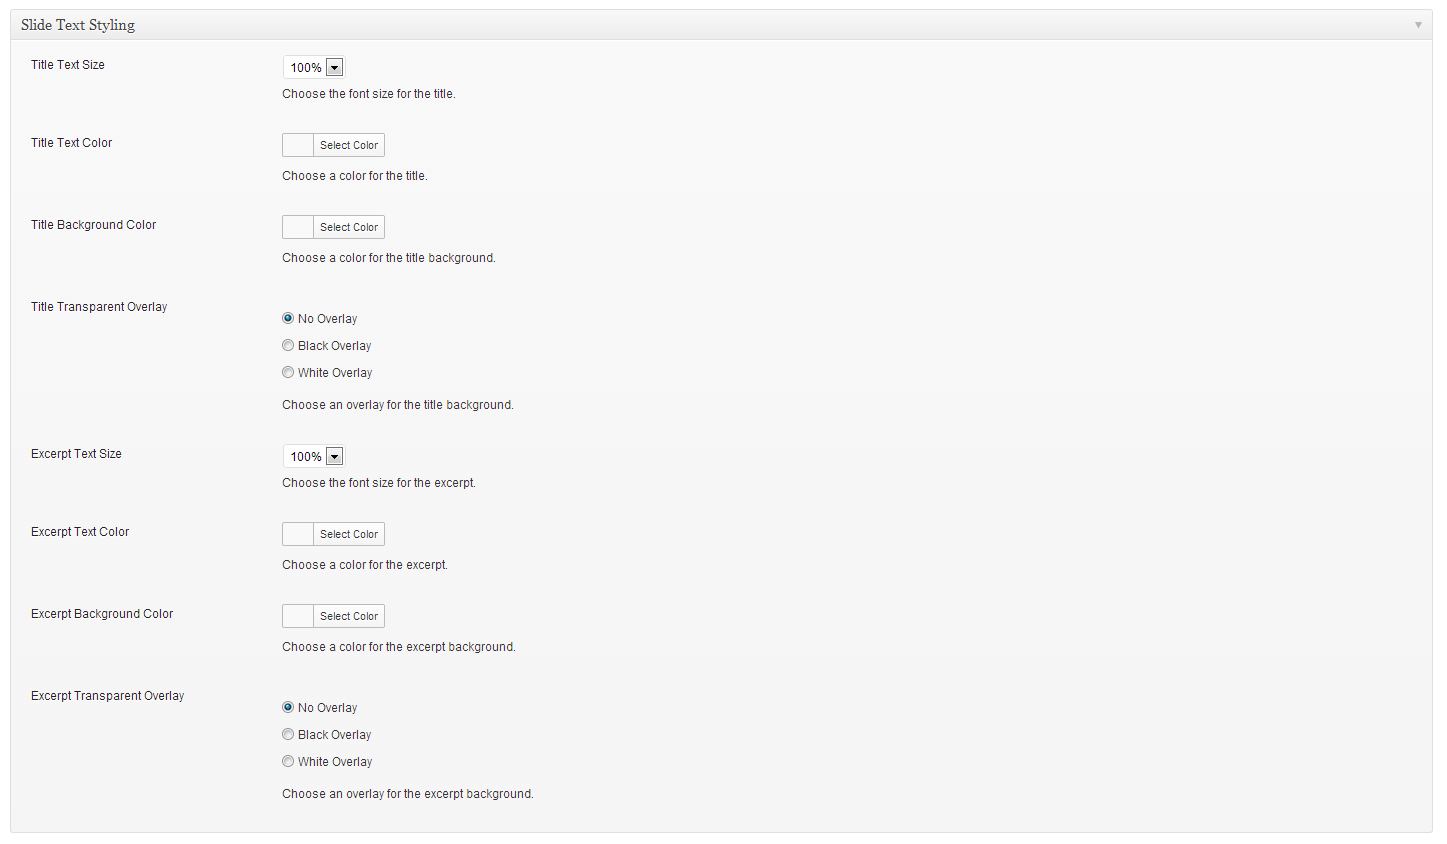 Slide Text Styling
Title Text Size
100%
Choose the font size for the title.
Title Text Color
Select Color
Choose a color for the title.
Title Background Color
Select Color
Choose a color for the title background.
Title Transparent Overlay
No Overlay
Black Overlay
White Overlay
Choose an overlay for the title background.
Excerpt Text Size
100%
Choose the font size for the excerpt.
Excerpt Text Color
Select Color
Choose a color for the excerpt.
Excerpt Background Color
Select Color
Choose a color for the excerpt background.
Excerpt Transparent Overlay
No Overlay
Black Overlay
White Overlay
Choose an overlay for the excerpt background.